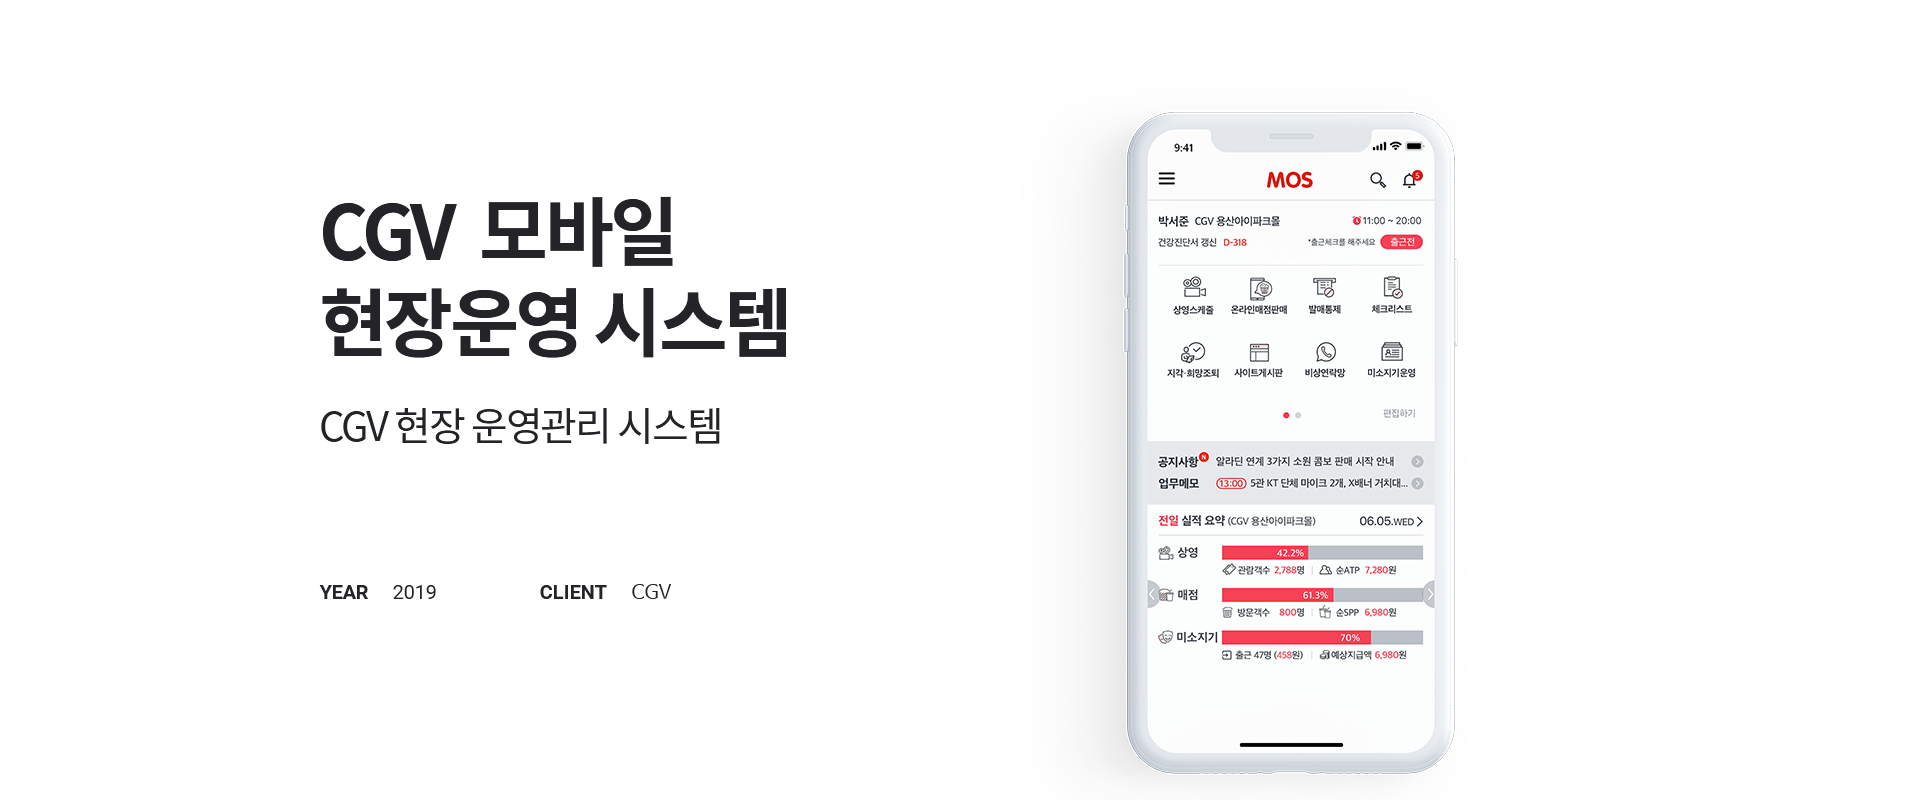 CGV 모바일
현장운영 시스템
CGV 현장 운영관리 시스템
YEAR 2019 CLIENT CGV
9:41
MOS
5
박서준 CGV 용산아이파크몰 11:00 ~ 20:00
건강진단서 갱신 D-318 *출근체크를 해주세요 출근전
상영스케줄 온라인매점판매 발매통제 체크리스트
지각·희망조퇴 사이트게시판 비상연락망 미소지기운영
편집하기
공지사항 N 알라딘 연계 3가지 소원 콤보 판매 시작 안내
업무메모 13:00 5관 KT 단체 마이크 2개, X배너 거치대...
전일 실적 요약 (CGV 용산아이파크몰) 06.05.WED
상영 42.2%
관람객수 2,788명 순ATP 7,280원
매점 61.3%
방문객수 800명 순SPP 6,980원
미소지기 70%
출근 47명 (458원) 예상지급액 6,980원